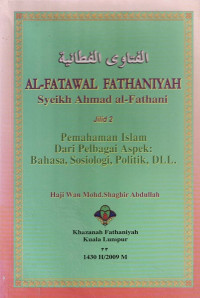 الفتاوى الفطانية
AL-FATAWAL FATHANIYAH
Syeikh Ahmad al-Fathani
Jilid 2
Pemahaman Islam
Dari Pelbagai Aspek:
Bahasa, Sosiologi, Politik, DLL.
Haji Wan Mohd. Shaghir Abdullah
Khazanah Fathaniyah
Kuala Lumpur
1430 H/2009 M